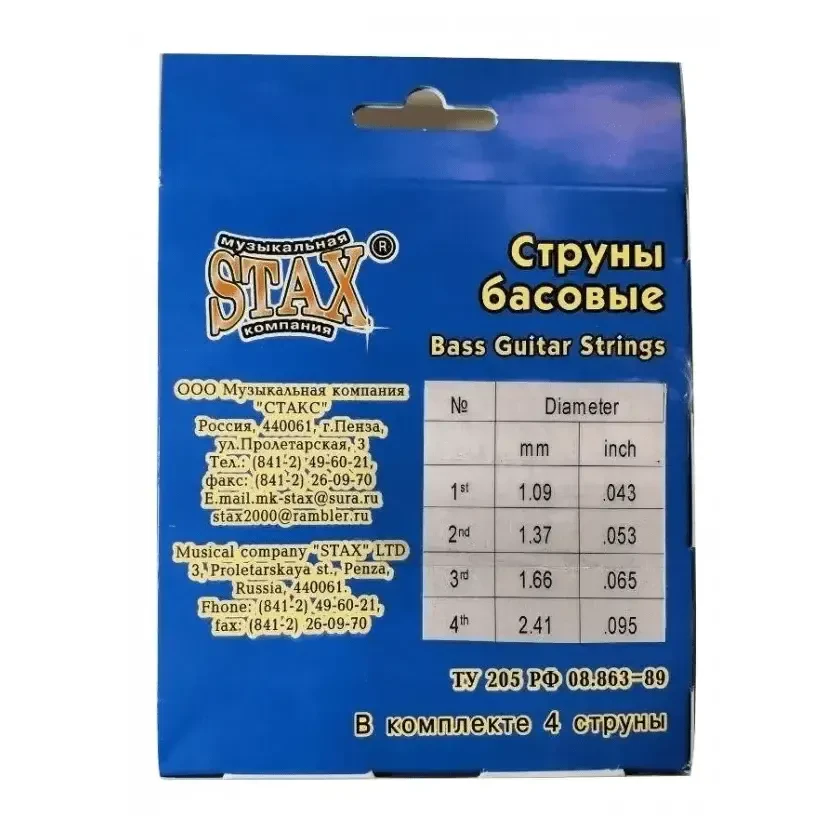 музыкальная
STAX®
компания
Струны
басовые
Bass Guitar Strings
ООО Музыкальная компания
"СТАКС"
Россия, 440061, г.Пенза,
ул.Пролетарская, 3
Тел.: (841-2) 49-60-21,
факс: (841-2) 26-09-70
E.mail.mk-stax@sura.ru
stax2000@rambler.ru
Musical company "STAX" LTD
3, Proletarskaya st., Penza,
Russia, 440061.
Fhone: (841-2) 49-60-21,
fax: (841-2) 26-09-70
№ Diameter
mm inch
1st 1.09 .043
2nd 1.37 .053
3rd 1.66 .065
4th 2.41 .095
ТУ 205 РФ 08.863-89
В комплекте 4 струны